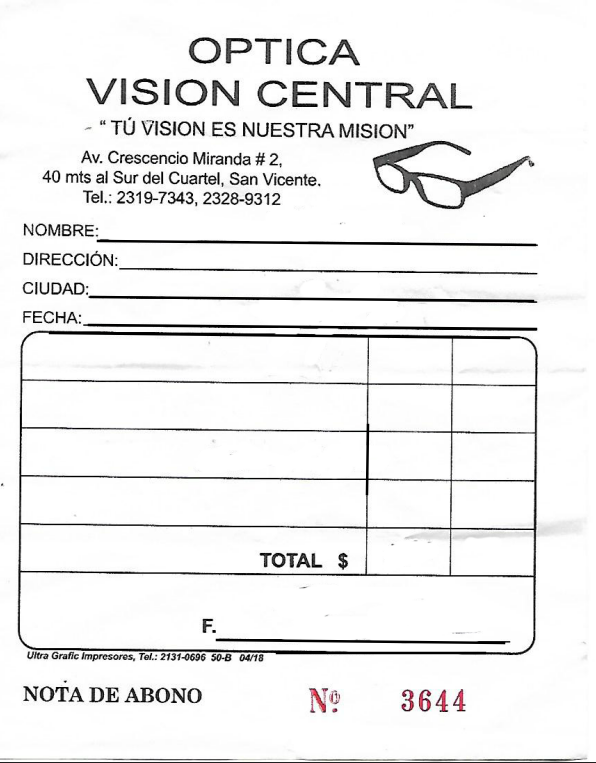 OPTICA
VISION CENTRAL
“ TÚ VISION ES NUESTRA MISION”
Av. Crescencio Miranda # 2,
40 mts al Sur del Cuartel, San Vicente.
Tel.: 2319-7343, 2328-9312
NOMBRE:
DIRECCIÓN:
CIUDAD:
FECHA:
TOTAL $
F.
Ultra Grafic Impresores, Tel.: 2131-0696 50-B 04/18
NOTA DE ABONO Nº 3644